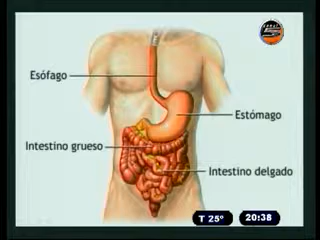 Esófago
Estómago
Intestino grueso
Intestino delgado
T 25°
20:38